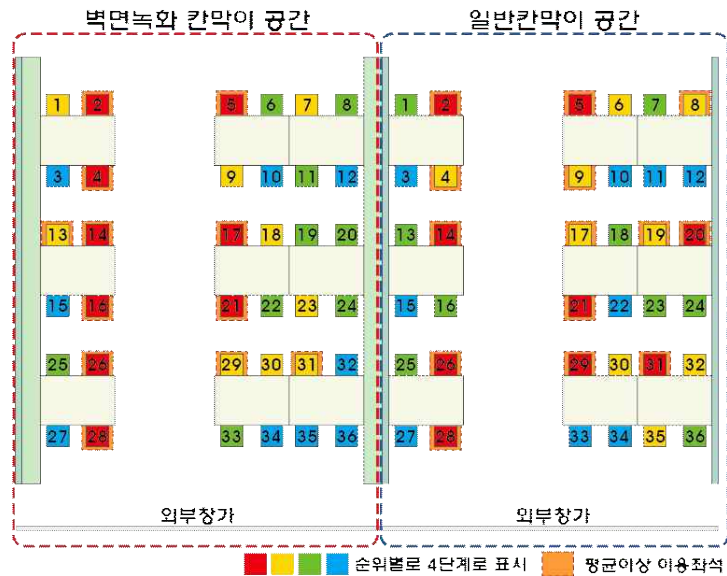 벽면녹화 칸막이 공간 일반칸막이 공간
1 2 5 6 7 8 1 2 5 6 7 8
3 4 9 10 11 12 3 4 9 10 11 12
13 14 17 18 19 20 13 14 17 18 19 20
15 16 21 22 23 24 15 16 21 22 23 24
25 26 29 30 31 32 25 26 29 30 31 32
27 28 33 34 35 36 27 28 33 34 35 36
외부창가 외부창가
순위별로 4단계로 표시 평균이상 이용좌석